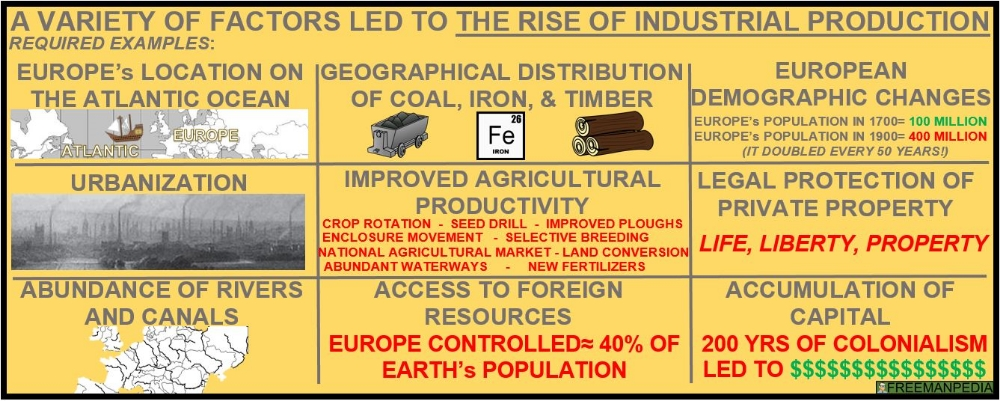 A VARIETY OF FACTORS LED TO THE RISE OF INDUSTRIAL PRODUCTION
REQUIRED EXAMPLES:
EUROPE's LOCATION ON
THE ATLANTIC OCEAN
ATLANTIC
EUROPE
GEOGRAPHICAL DISTRIBUTION
OF COAL, IRON, & TIMBER
26
Fe
IRON
EUROPEAN
DEMOGRAPHIC CHANGES
EUROPE's POPULATION IN 1700= 100 MILLION
EUROPE's POPULATION IN 1900= 400 MILLION
(IT DOUBLED EVERY 50 YEARS!)
URBANIZATION
IMPROVED AGRICULTURAL
PRODUCTIVITY
CROP ROTATION - SEED DRILL - IMPROVED PLOUGHS
ENCLOSURE MOVEMENT - SELECTIVE BREEDING
NATIONAL AGRICULTURAL MARKET - LAND CONVERSION
ABUNDANT WATERWAYS - NEW FERTILIZERS
LEGAL PROTECTION OF
PRIVATE PROPERTY
LIFE, LIBERTY, PROPERTY
ABUNDANCE OF RIVERS
AND CANALS
ACCESS TO FOREIGN
RESOURCES
EUROPE CONTROLLED≈ 40% OF
EARTH's POPULATION
ACCUMULATION OF
CAPITAL
200 YRS OF COLONIALISM
LED TO $$$$$$$$$$$$$$$$
FREEMANPEDIA